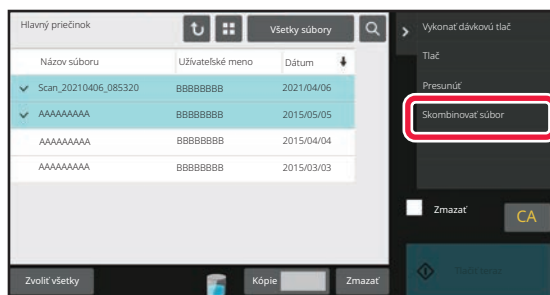 Hlavný priečinok
Všetky súbory
Názov súboru Užívateľské meno Dátum
Scan_20210406_085320 BBBBBBBB 2021/04/06
AAAAAAAAA BBBBBBBB 2015/05/05
AAAAAAAAA BBBBBBBB 2015/04/04
AAAAAAAAA BBBBBBBB 2015/03/03
Zvoliť všetky Kópie Zmazať
Vykonať dávkovú tlač
Tlač
Presunúť
Skombinovať súbor
Zmazať
CA